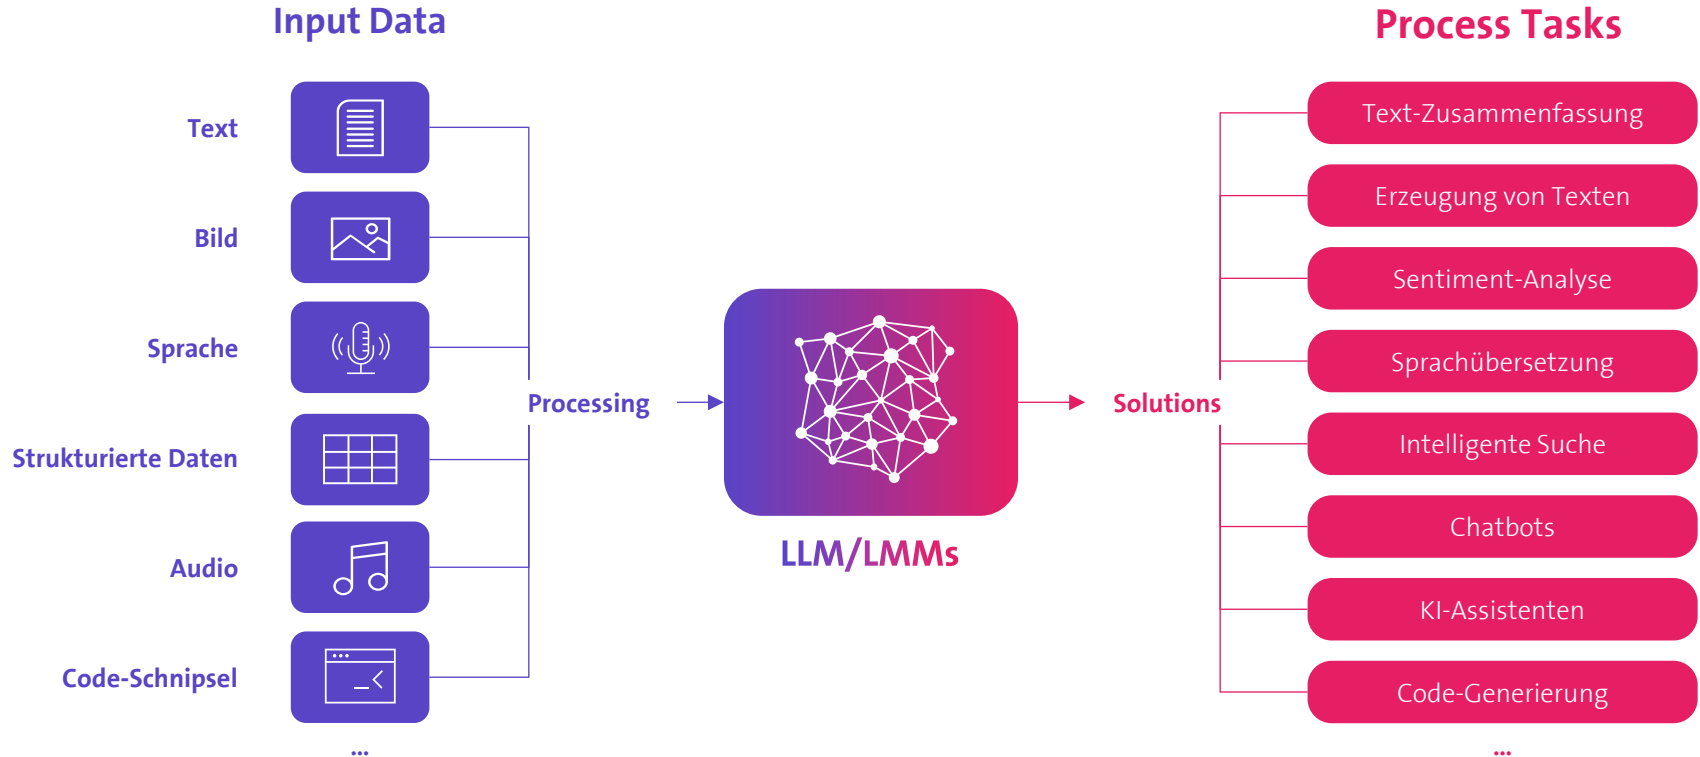 Input Data
Text
Bild
Sprache
Strukturierte Daten
Audio
Code-Schnipsel
...
Processing
LLM/LMMs
Solutions
Process Tasks
Text-Zusammenfassung
Erzeugung von Texten
Sentiment-Analyse
Sprachübersetzung
Intelligente Suche
Chatbots
KI-Assistenten
Code-Generierung
...